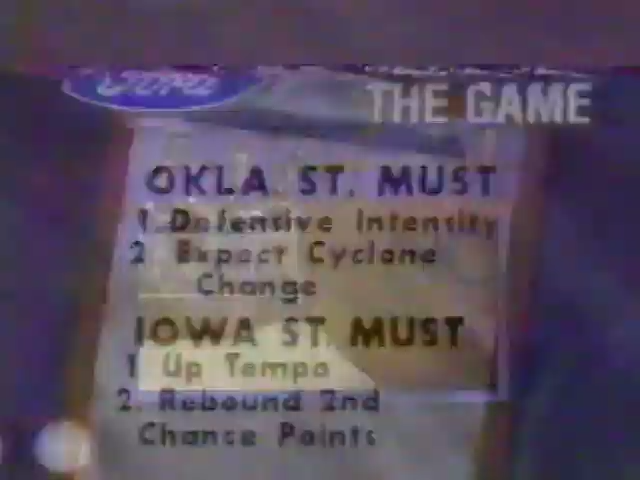 Ford
THE GAME
OKLA. ST. MUST
1. Defensive Intensity
2 Expect Cyclone
Change
IOWA ST. MUST
1 Up Tempo
2. Rebound 2nd
Chance Points